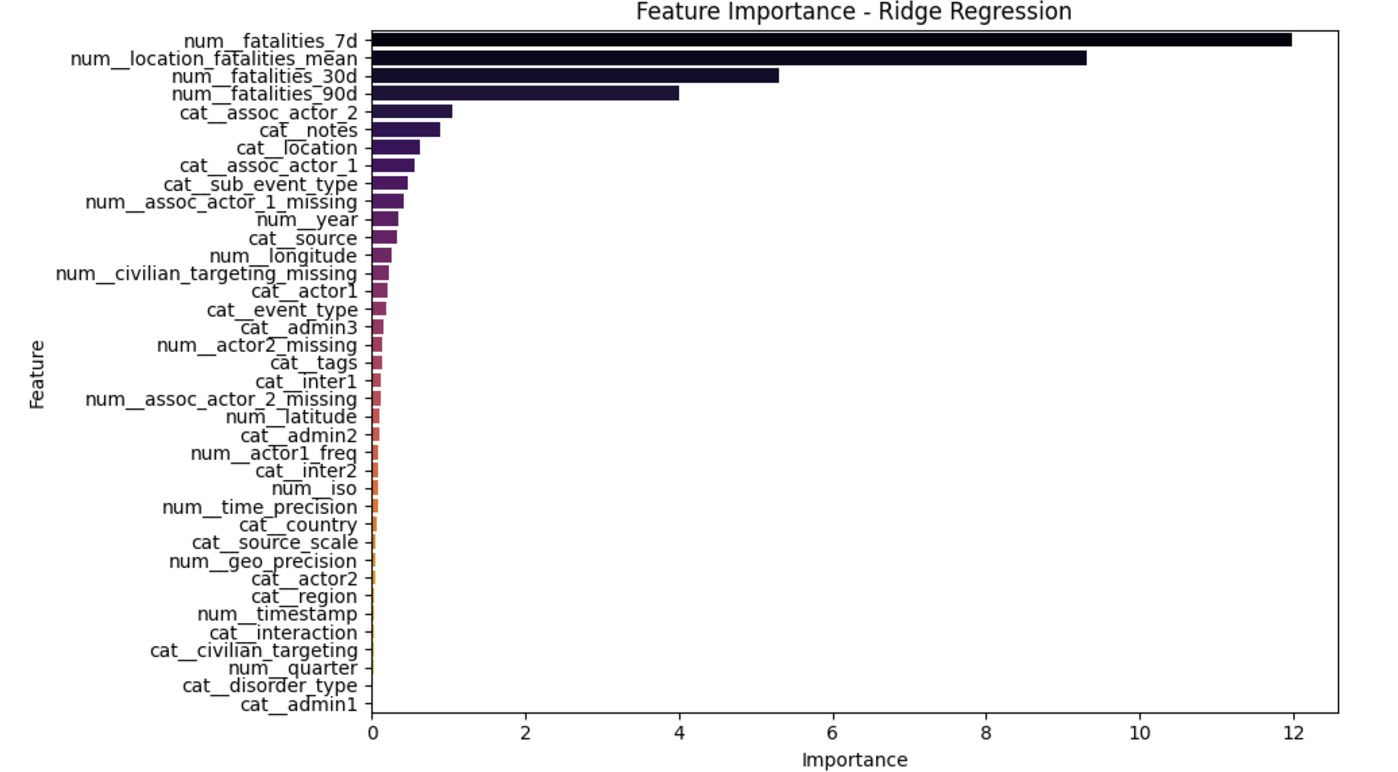 Feature Importance - Ridge Regression
num__fatalities_7d
num__location_fatalities_mean
num__fatalities_30d
num__fatalities_90d
cat__assoc_actor_2
cat__notes
cat__location
cat__assoc_actor_1
cat__sub_event_type
num__assoc_actor_1_missing
num__year
cat__source
num__longitude
num__civilian_targeting_missing
cat__actor1
cat__event_type
cat__admin3
num__actor2_missing
cat__tags
cat__inter1
num__assoc_actor_2_missing
num__latitude
cat__admin2
num__actor1_freq
cat__inter2
num__iso
num__time_precision
cat__country
cat__source_scale
num__geo_precision
cat__actor2
cat__region
num__timestamp
cat__interaction
cat__civilian_targeting
num__quarter
cat__disorder_type
cat__admin1
Feature
0 2 4 6 8 10 12
Importance